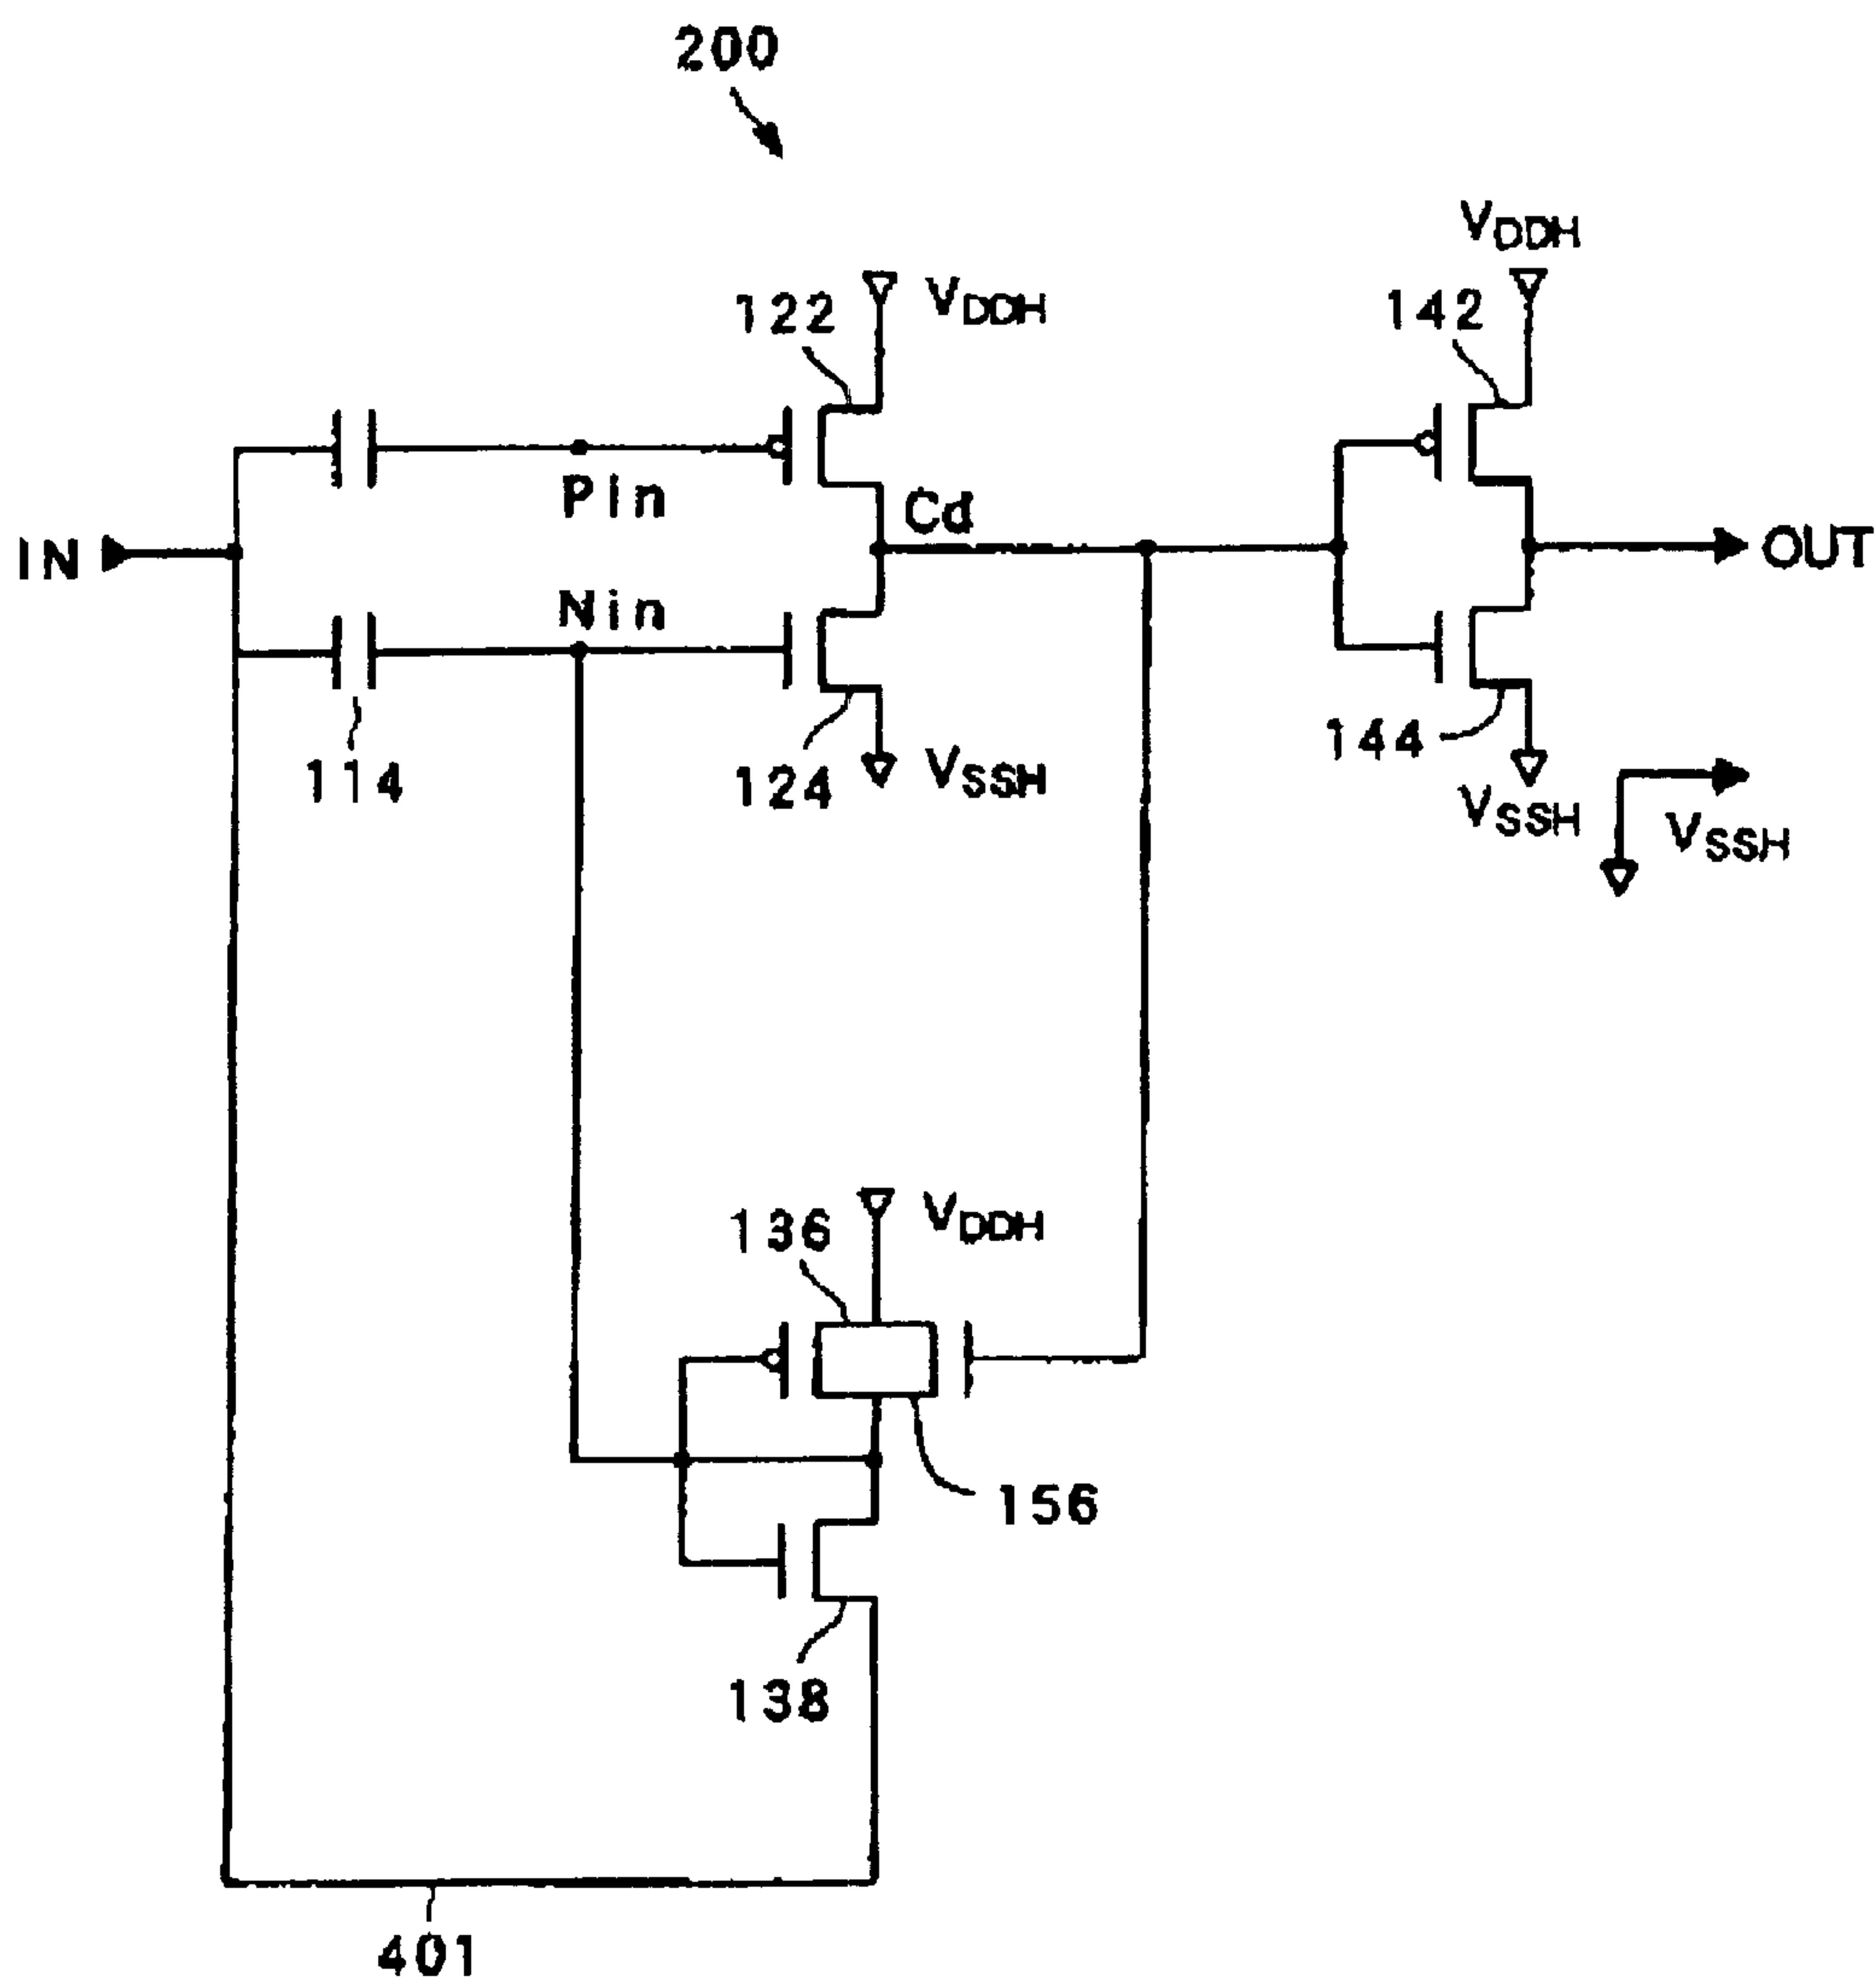 200
VDDH
122
VDDH
142
Pin
Cd
IN
OUT
Nin
114
124
VSSH
144
VSSH
VSSH
136
VDDH
156
138
401